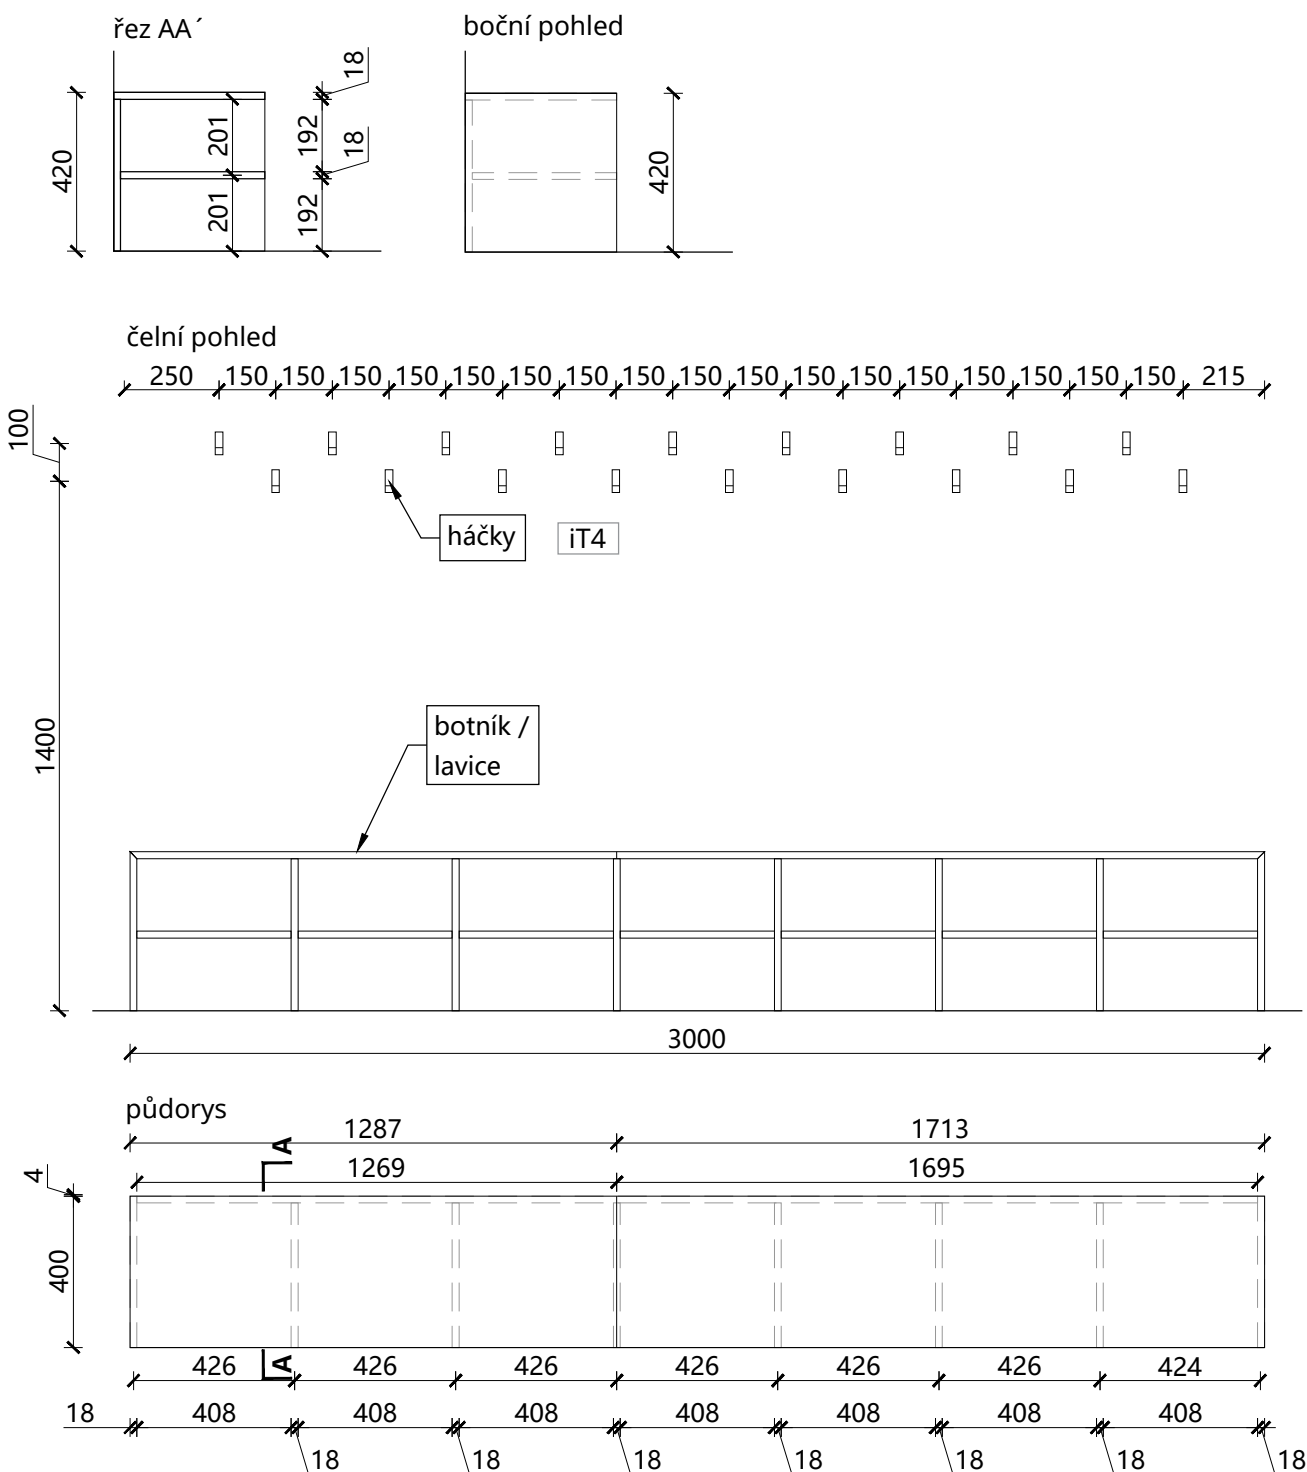 řez AA´
boční pohled
18
201
192
18
420
201
192
420
čelní pohled
250 150 150 150 150 150 150 150 150 150 150 150 150 150 150 150 150 150 215
100
háčky
iT4
1400
botník /
lavice
3000
půdorys
1287 1713
A
1269 1695
4
400
A
426 426 426 426 426 426 424
18 408 408 408 408 408 408 408
18 18 18 18 18 18 18